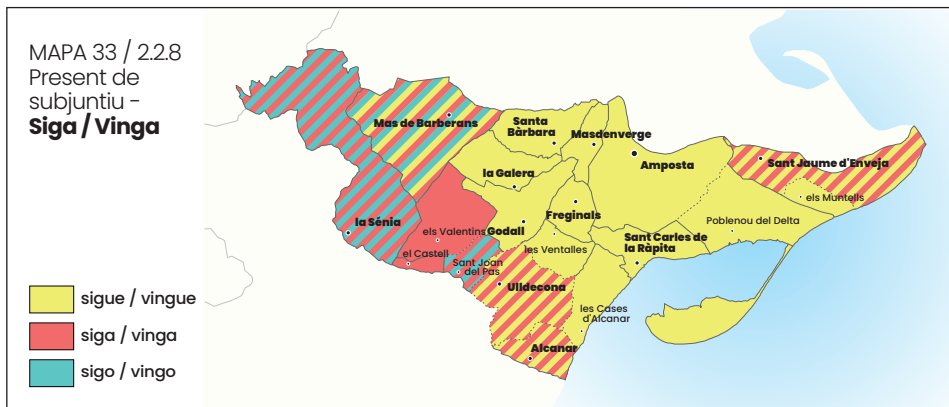 MAPA 33 / 2.2.8
Present de
subjuntiu -
Siga / Vinga
sigue / vingue
siga / vinga
sigo / vingo
Mas de Barberans
Santa
Bàrbara
Masdenverge
Amposta
Sant Jaume d'Enveja
els Muntells
la Galera
Freginals
Poblenou del Delta
la Sénia
els Valentins
Godall
les Ventalles
Sant Carles de
la Ràpita
el Castell
Sant Joan
del Pas
Ulldecona
les Cases
d'Alcanar
Alcanar